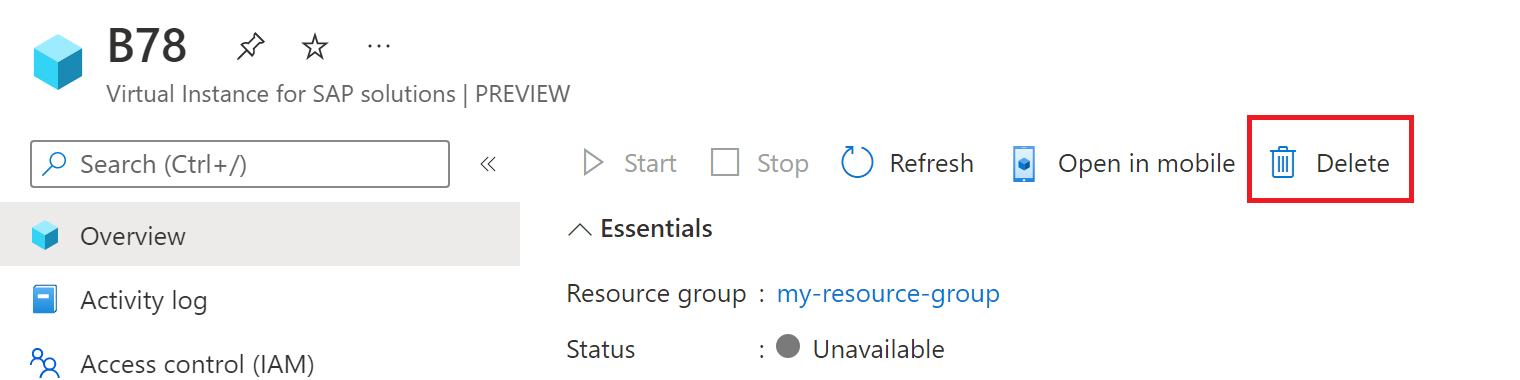 B78
Virtual Instance for SAP solutions | PREVIEW
Search (Ctrl+/)
Start Stop Refresh Open in mobile Delete
Overview
Activity log
Access control (IAM)
Essentials
Resource group : my-resource-group
Status : Unavailable